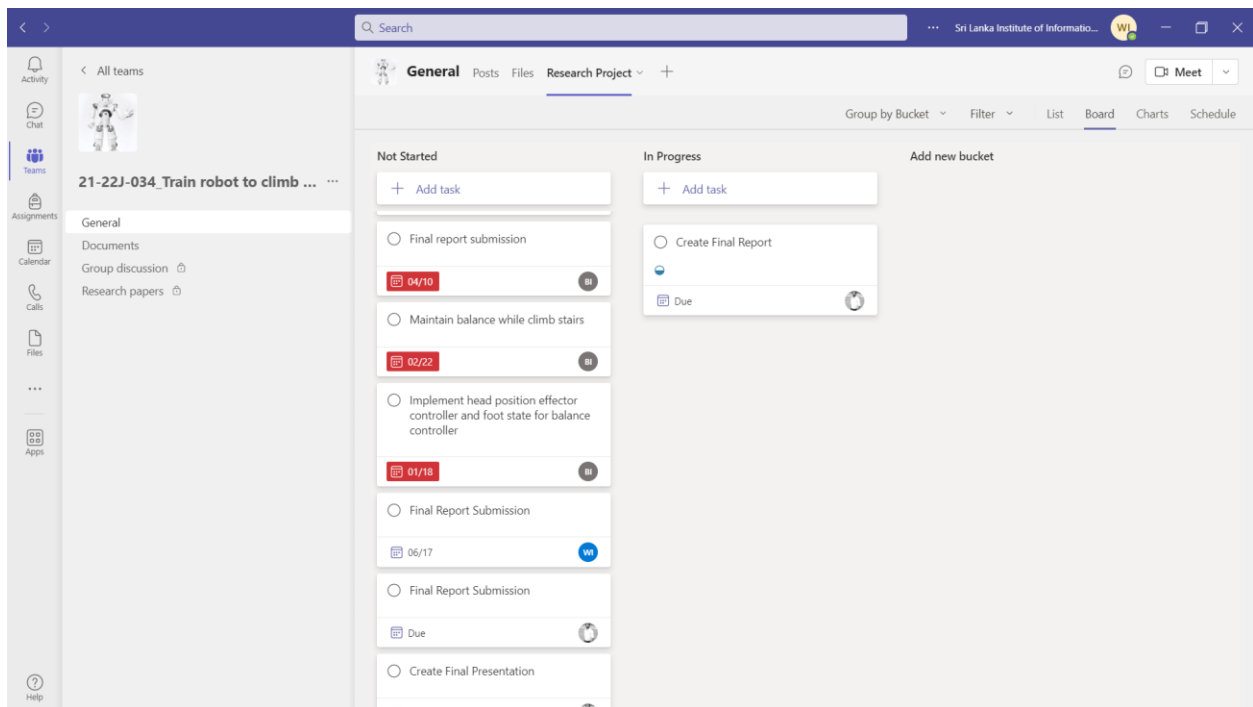 Search
Sri Lanka Institute of Informatio...
WI
Activity
Chat
Teams
Assignments
Calendar
Calls
Files
Apps
Help
All teams
21-22J-034_Train robot to climb ...
General
Documents
Group discussion
Research papers
General Posts Files Research Project
Meet
Group by Bucket Filter List Board Charts Schedule
Not Started
Add task
Final report submission
04/10 BI
Maintain balance while climb stairs
02/22 BI
Implement head position effector
controller and foot state for balance
controller
01/18 BI
Final Report Submission
06/17 WI
Final Report Submission
Due
Create Final Presentation
In Progress
Add task
Create Final Report
Due
Add new bucket